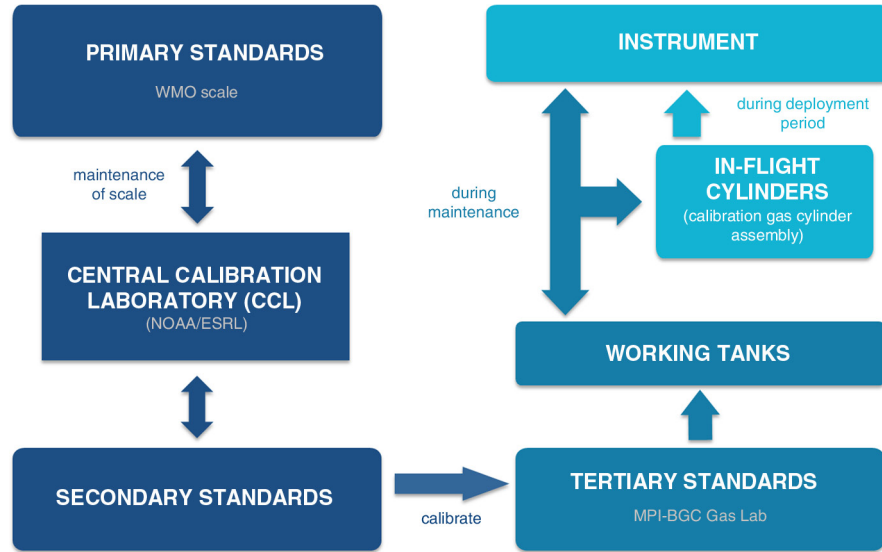 PRIMARY STANDARDS
WMO scale
maintenance
of scale
CENTRAL CALIBRATION
LABORATORY (CCL)
(NOAA/ESRL)
SECONDARY STANDARDS
calibrate
INSTRUMENT
during deployment
period
IN-FLIGHT
CYLINDERS
(calibration gas cylinder
assembly)
during
maintenance
WORKING TANKS
TERTIARY STANDARDS
MPI-BGC Gas Lab